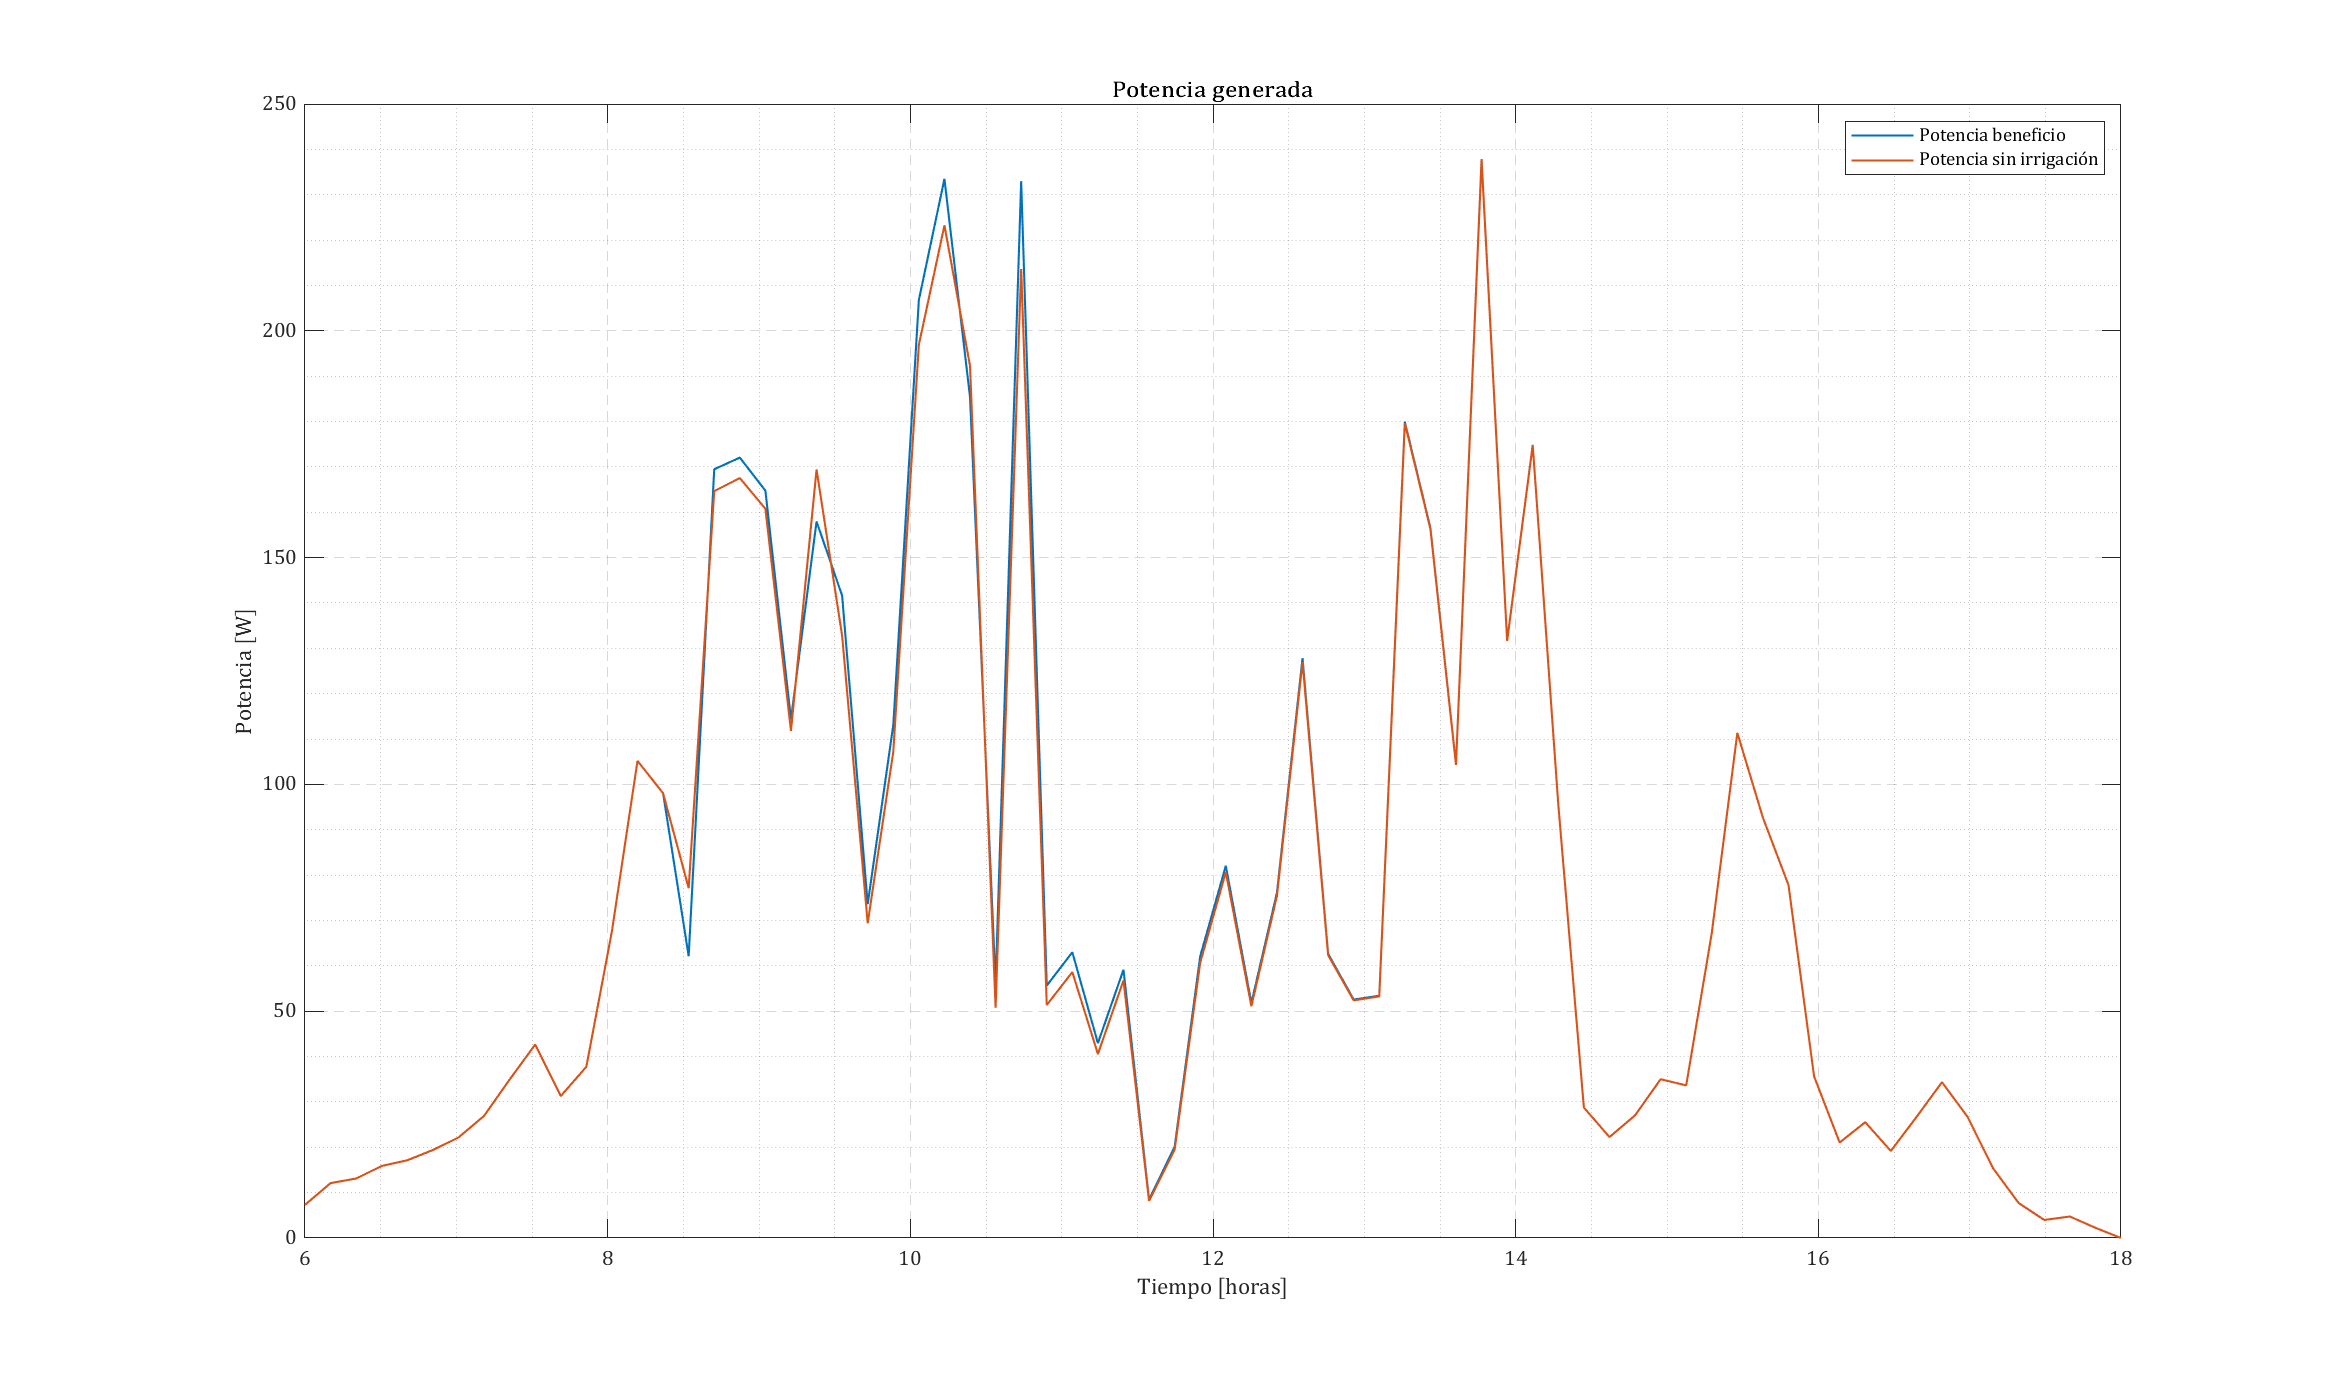 Potencia generada
250
200
150
100
50
0
Potencia [W]
Potencia beneficio
Potencia sin irrigación
6 8 10 12 14 16 18
Tiempo [horas]